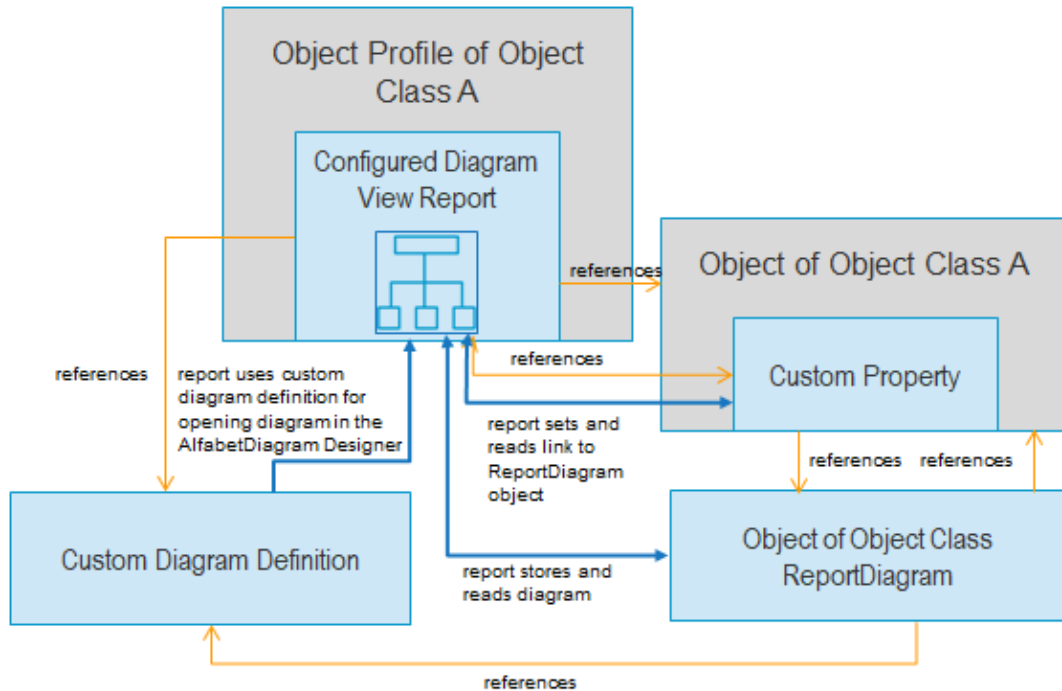 Object Profile of Object
Class A
Configured Diagram
View Report
references
Object of Object Class A
references
Custom Property
references
report uses custom
diagram definition for
opening diagram in the
AlfabetDiagram Designer
report sets and
reads link to
ReportDiagram
object
references
references
Custom Diagram Definition
Object of Object Class
ReportDiagram
report stores and
reads diagram
references